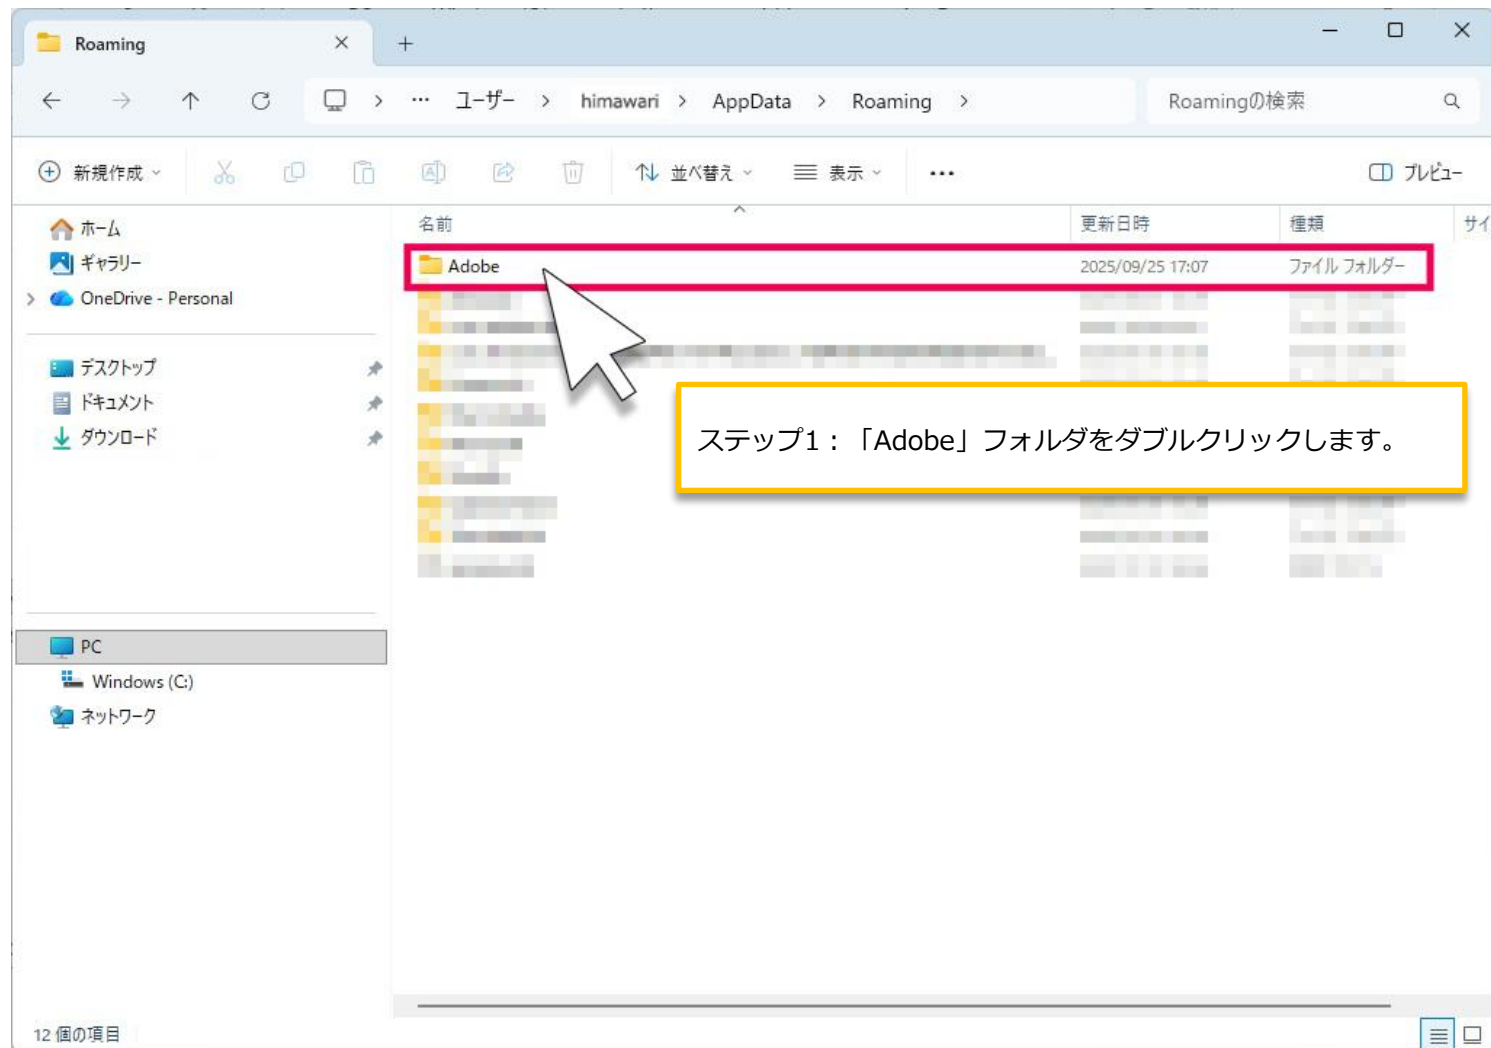 Roaming
ユーザー > himawari > AppData > Roaming >
Roamingの検索
新規作成
並べ替え
表示
プレビュー
名前
更新日時
種類
サイ
ホーム
ギャラリー
OneDrive - Personal
デスクトップ
ドキュメント
ダウンロード
PC
Windows (C:)
ネットワーク
Adobe
2025/09/25 17:07
ファイル フォルダー
ステップ1：「Adobe」フォルダをダブルクリックします。
12 個の項目